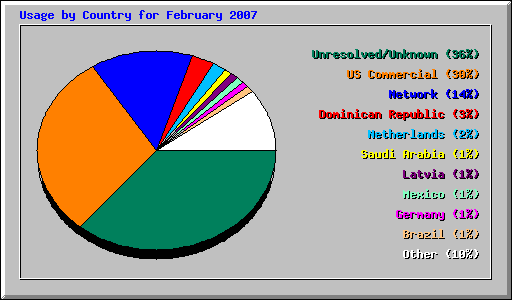 Usage by Country for February 2007
Unresolved/Unknown (36%)
US Commercial (30%)
Network (14%)
Dominican Republic (3%)
Netherlands (2%)
Saudi Arabia (1%)
Latvia (1%)
Mexico (1%)
Germany (1%)
Brazil (1%)
Other (10%)